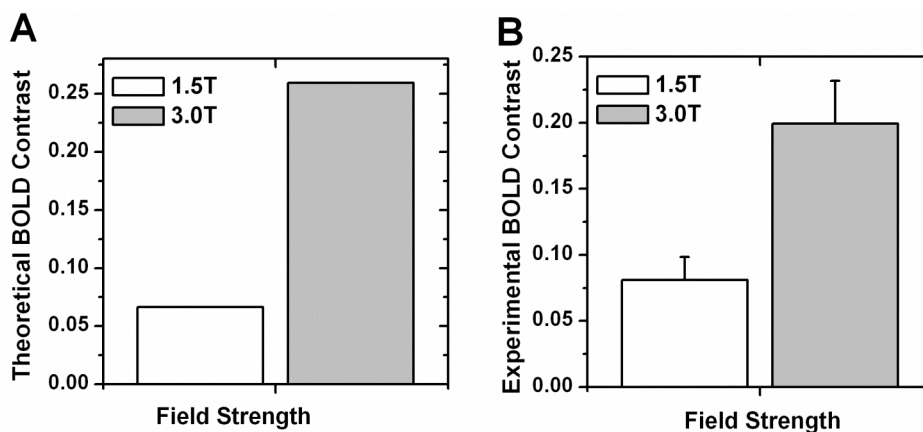 A
Theoretical BOLD Contrast
0.25
0.20
0.15
0.10
0.05
0.00
1.5T
3.0T
Field Strength
B
Experimental BOLD Contrast
0.25
0.20
0.15
0.10
0.05
0.00
1.5T
3.0T
Field Strength